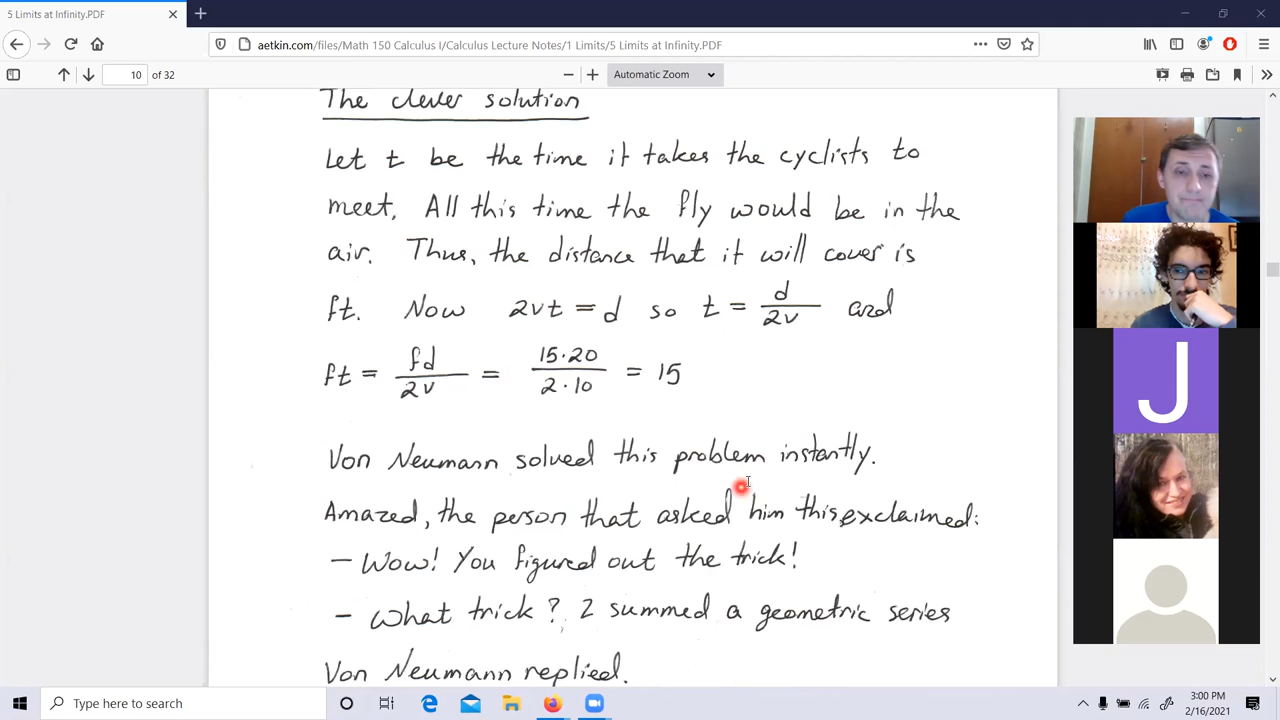 5 Limits at Infinity.PDF
aetkin.com/files/Math 150 Calculus I/Calculus Lecture Notes/1 Limits/5 Limits at Infinity.PDF
10 of 32
Automatic Zoom
The clever solution
Let t be the time it takes the cyclists to
meet. All this time the fly would be in the
air. Thus, the distance that it will cover is
ft. Now 2vt = d so t = d/2v and
ft = fd/2v = 15·20/2·10 = 15
Von Neumann solved this problem instantly.
Amazed, the person that asked him this, exclaimed:
– Wow! You figured out the trick!
– What trick? I summed a geometric series
Von Neumann replied.
J
Type here to search
3:00 PM
2/16/2021